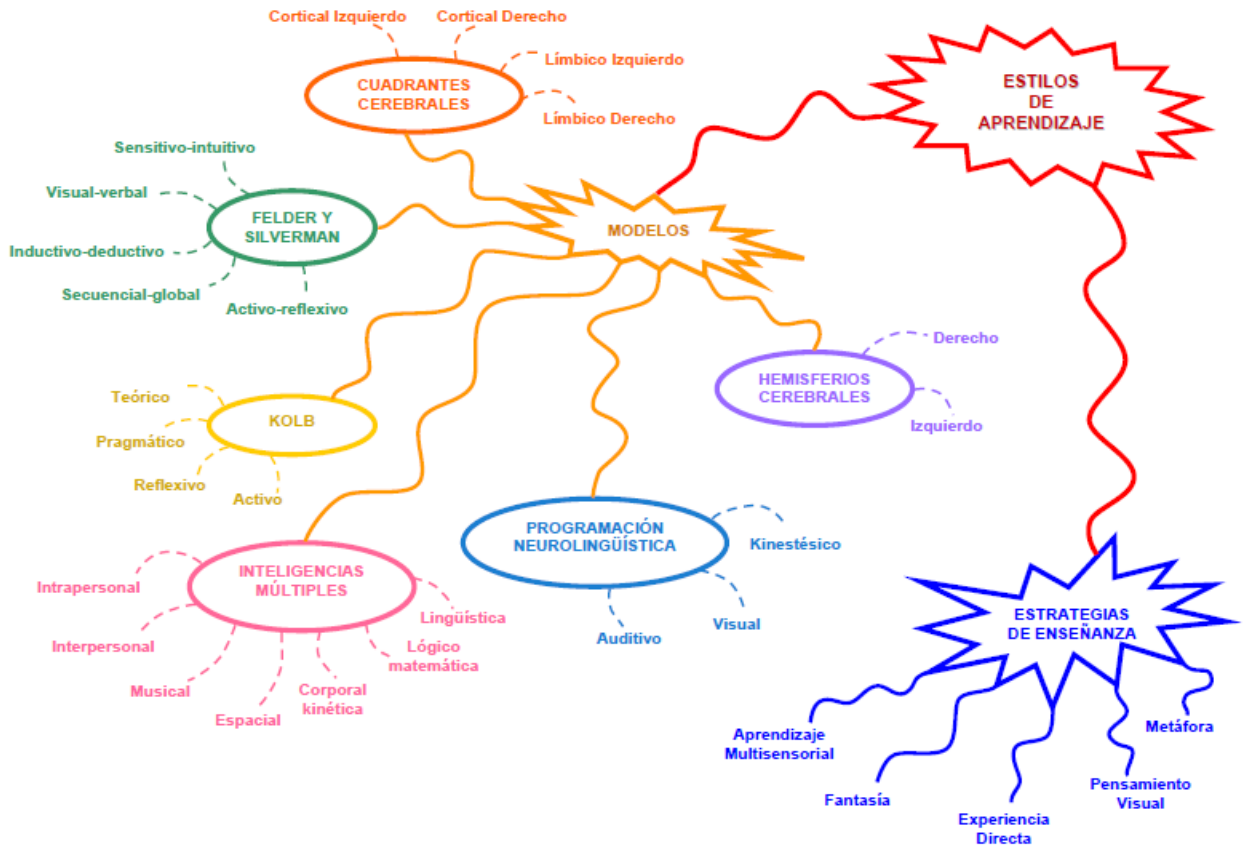 Cortical Izquierdo
Cortical Derecho
Límbico Izquierdo
Límbico Derecho
CUADRANTES
CEREBRALES
ESTILOS
DE
APRENDIZAJE
Sensitivo-intuitivo
Visual-verbal
Inductivo-deductivo
Secuencial-global
Activo-reflexivo
FELDER Y
SILVERMAN
MODELOS
Derecho
HEMISFERIOS
CEREBRALES
Izquierdo
Teórico
Pragmático
Reflexivo
Activo
KOLB
PROGRAMACIÓN
NEUROLINGÜÍSTICA
Kinestésico
Visual
Auditivo
INTELIGENCIAS
MÚLTIPLES
Intrapersonal
Interpersonal
Musical
Espacial
Corporal
kinética
Lógico
matemática
Lingüística
ESTRATEGIAS
DE ENSEÑANZA
Aprendizaje
Multisensorial
Fantasía
Experiencia
Directa
Pensamiento
Visual
Metáfora